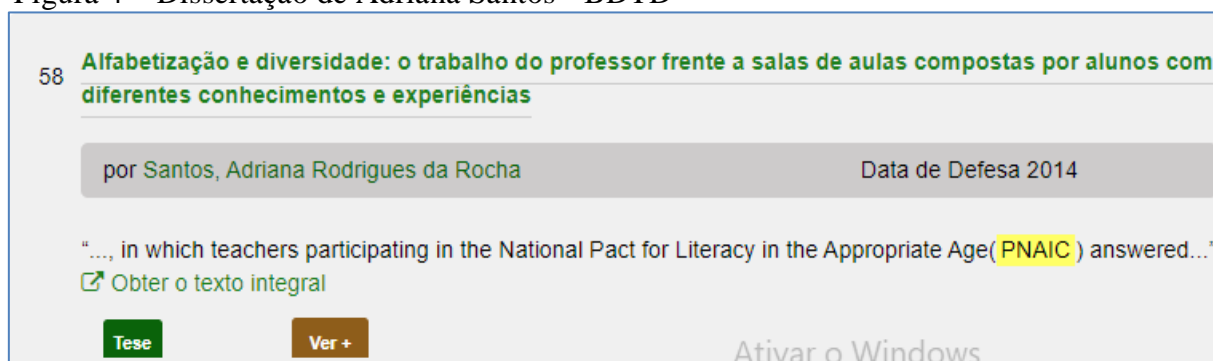 Figura 4 – Dissertação de Adriana Santos - BDTD
58 Alfabetização e diversidade: o trabalho do professor frente a salas de aulas compostas por alunos com
diferentes conhecimentos e experiências
por Santos, Adriana Rodrigues da Rocha Data de Defesa 2014
“..., in which teachers participating in the National Pact for Literacy in the Appropriate Age( PNAIC ) answered...”
Obter o texto integral
Tese Ver +
Ativar o Windows